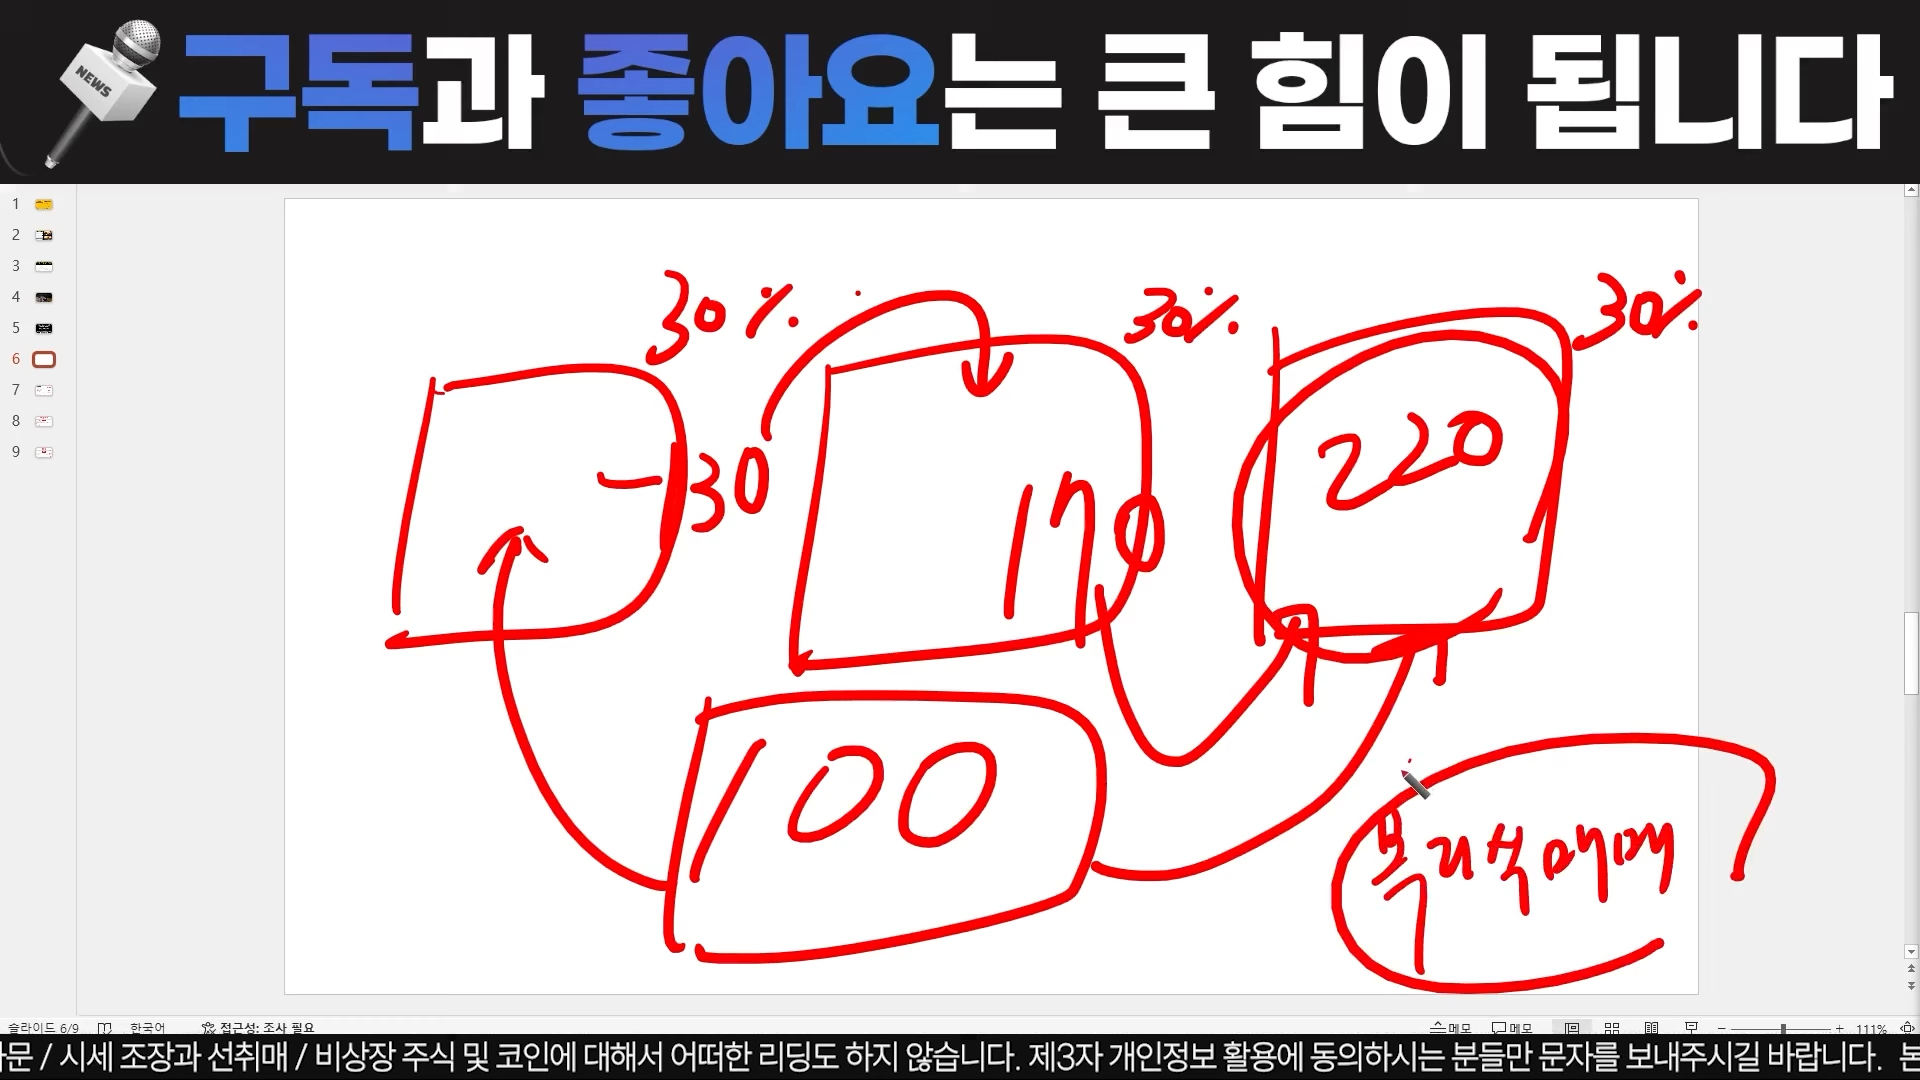 구독과 좋아요는 큰 힘이 됩니다
NEWS
1
2
3
4
5
6
7
8
9
30%
30%
30%
30
170
220
100
복리식매매
슬라이드 6/9 한국어 접근성: 조사 필요
메모 메모 111%
문 / 시세 조장과 선취매 / 비상장 주식 및 코인에 대해서 어떠한 리딩도 하지 않습니다. 제3자 개인정보 활용에 동의하시는 분들만 문자를 보내주시길 바랍니다. 본